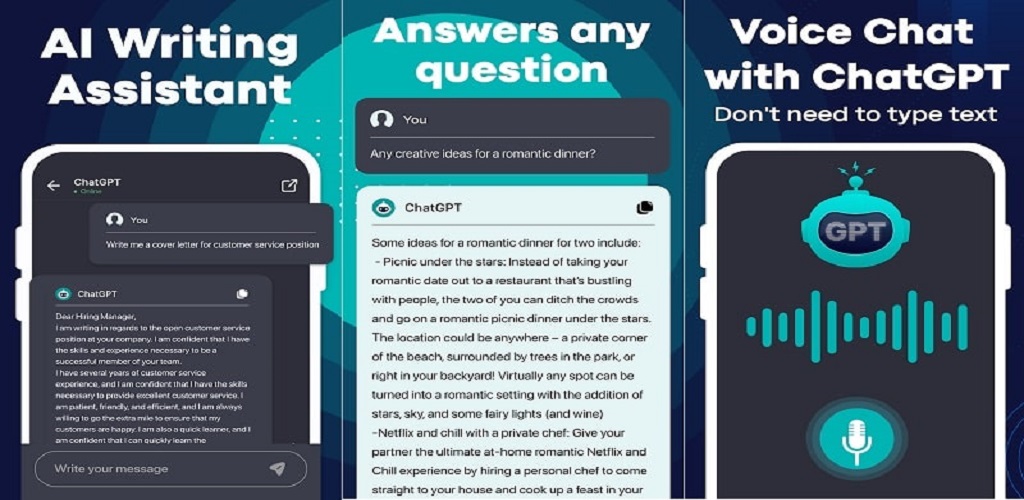 AI Writing
Assistant
ChatGPT
Online
You
Write me a cover letter for customer service position
ChatGPT
Dear Hiring Manager,
I am writing in regards to the open customer service
position at your company. I am confident that I have
the skills and experience necessary to be a
successful member of your team.
I have several years of customer service
experience, and I am confident that I have the skills
necessary to provide excellent customer service. I
am patient, friendly, and efficient, and I am always
willing to go the extra mile to ensure that my
customers are happy. I am also a quick learner, and I
am confident that I can quickly learn the
Write your message
Answers any
question
You
Any creative ideas for a romantic dinner?
ChatGPT
Some ideas for a romantic dinner for two include:
- Picnic under the stars: Instead of taking your
romantic date out to a restaurant that's bustling
with people, the two of you can ditch the crowds
and go on a romantic picnic dinner under the stars.
The location could be anywhere – a private corner
of the beach, surrounded by trees in the park, or
right in your backyard! Virtually any spot can be
turned into a romantic setting with the addition of
stars, sky, and some fairy lights (and wine)
-Netflix and chill with a private chef: Give your
partner the ultimate at-home romantic Netflix and
Chill experience by hiring a personal chef to come
straight to your house and cook up a feast in your
Voice Chat
with ChatGPT
Don't need to type text
GPT